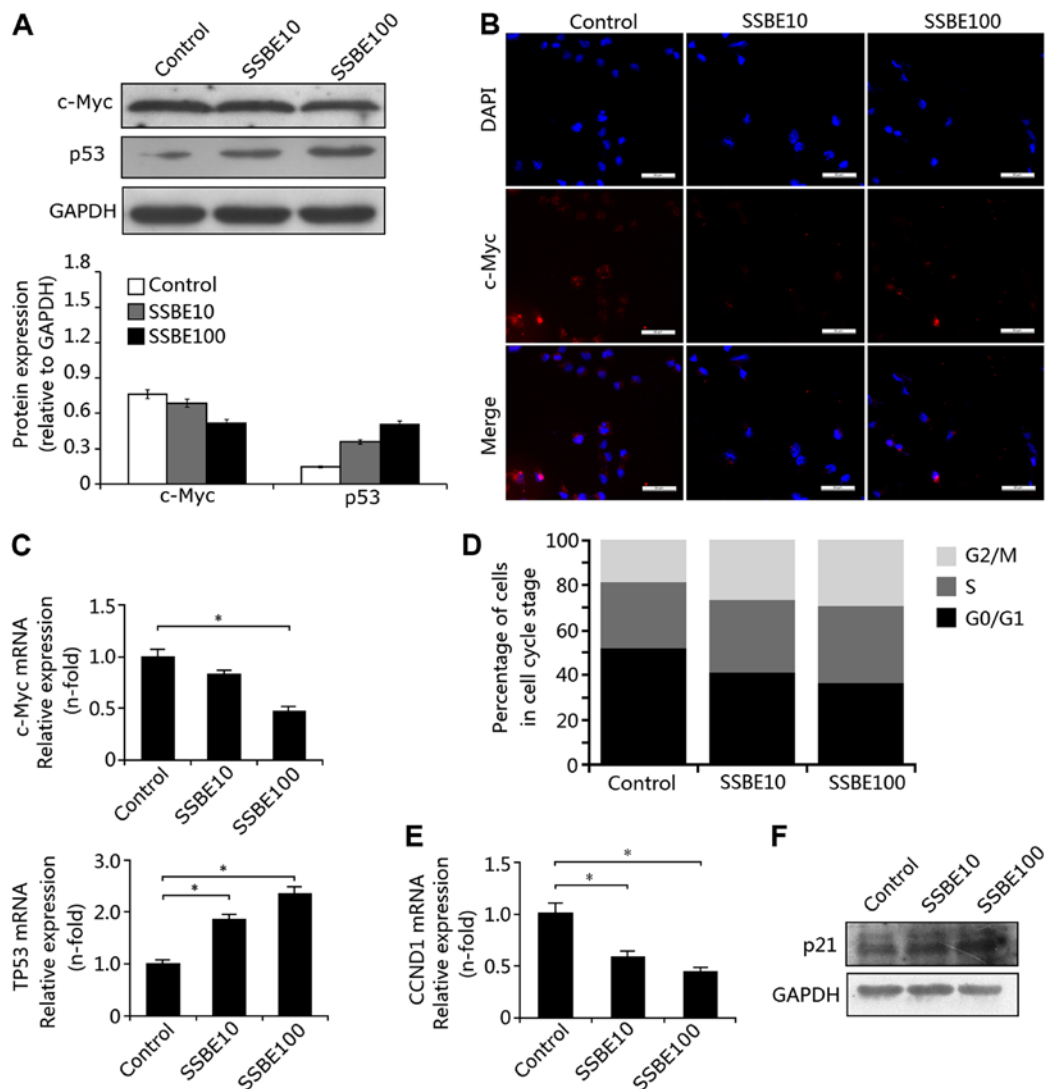 A
Control
SSBE10
SSBE100
c-Myc
p53
GAPDH
Protein expression
(relative to GAPDH)
1.8
1.5
1.2
0.9
0.6
0.3
0
Control
SSBE10
SSBE100
c-Myc
p53
B
Control
SSBE10
SSBE100
DAPI
c-Myc
Merge
C
c-Myc mRNA
Relative expression
(n-fold)
1.5
1.0
0.5
0
*
Control
SSBE10
SSBE100
TP53 mRNA
Relative expression
(n-fold)
3.0
2.0
1.0
0
*
*
Control
SSBE10
SSBE100
D
Percentage of cells
in cell cycle stage
100
80
60
40
20
0
Control
SSBE10
SSBE100
G2/M
S
G0/G1
E
CCND1 mRNA
Relative expression
(n-fold)
1.5
1.0
0.5
0
*
*
Control
SSBE10
SSBE100
F
Control
SSBE10
SSBE100
p21
GAPDH